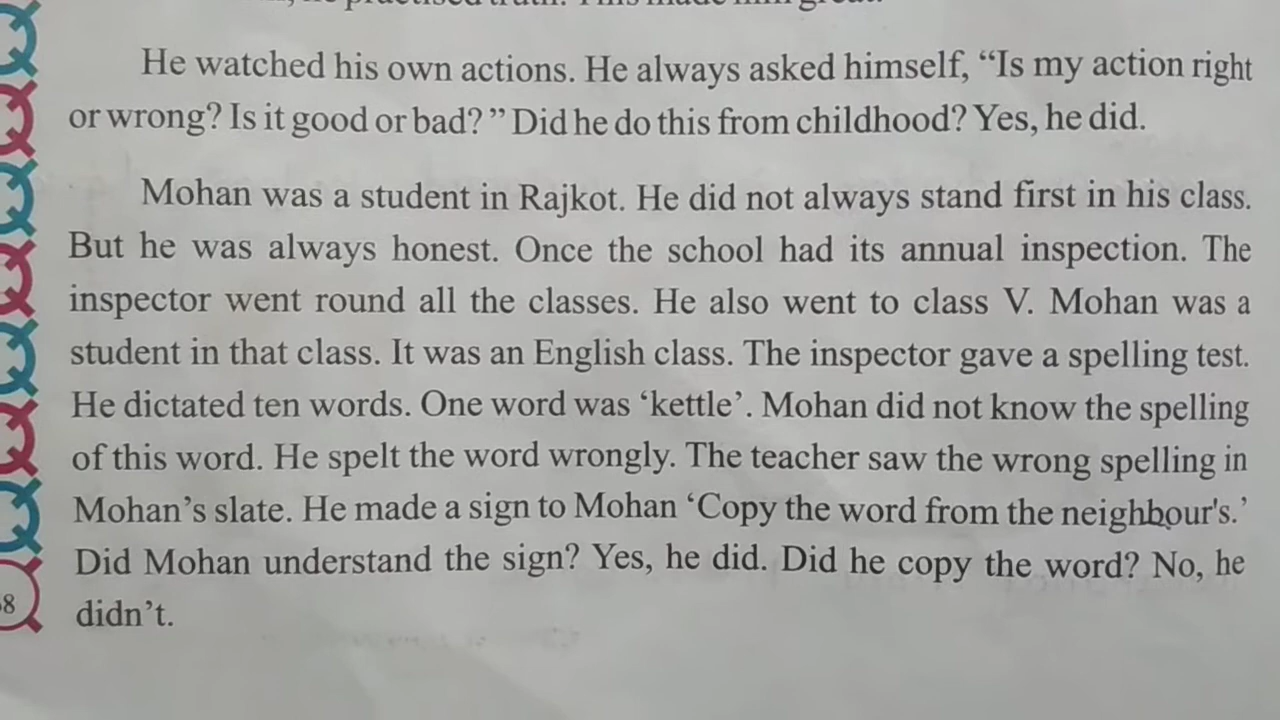 He watched his own actions. He always asked himself, “Is my action right
or wrong? Is it good or bad? ” Did he do this from childhood? Yes, he did.
Mohan was a student in Rajkot. He did not always stand first in his class.
But he was always honest. Once the school had its annual inspection. The
inspector went round all the classes. He also went to class V. Mohan was a
student in that class. It was an English class. The inspector gave a spelling test.
He dictated ten words. One word was ‘kettle’. Mohan did not know the spelling
of this word. He spelt the word wrongly. The teacher saw the wrong spelling in
Mohan’s slate. He made a sign to Mohan ‘Copy the word from the neighbour's.’
Did Mohan understand the sign? Yes, he did. Did he copy the word? No, he
didn’t.